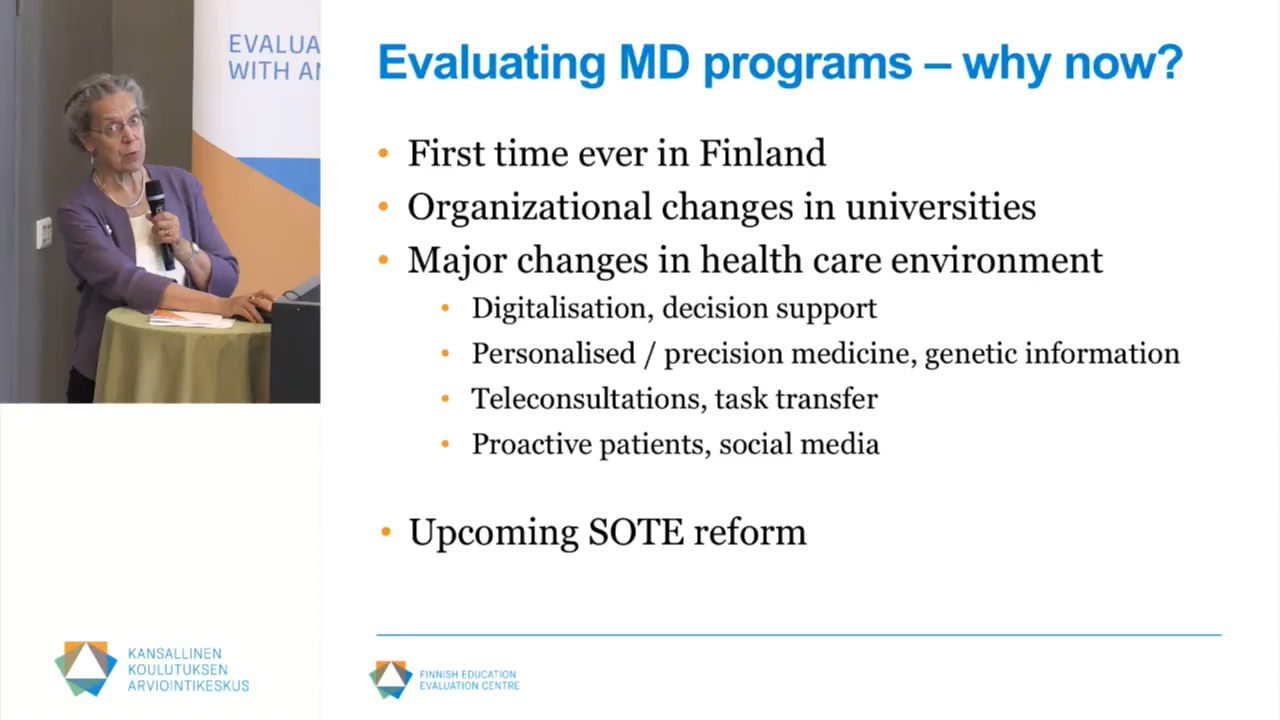 EVALUA
WITH AN
Evaluating MD programs – why now?
• First time ever in Finland
• Organizational changes in universities
• Major changes in health care environment
• Digitalisation, decision support
• Personalised / precision medicine, genetic information
• Teleconsultations, task transfer
• Proactive patients, social media
• Upcoming SOTE reform
KANSALLINEN
KOULUTUKSEN
ARVIOINTIKESKUS
FINNISH EDUCATION
EVALUATION CENTRE